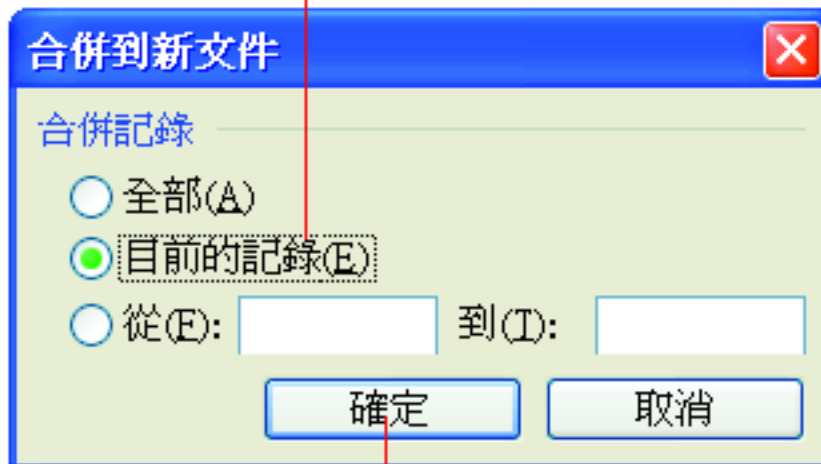 合併到新文件
合併記錄
全部(A)
目前的記錄(E)
從(F): 到(T):
確定 取消